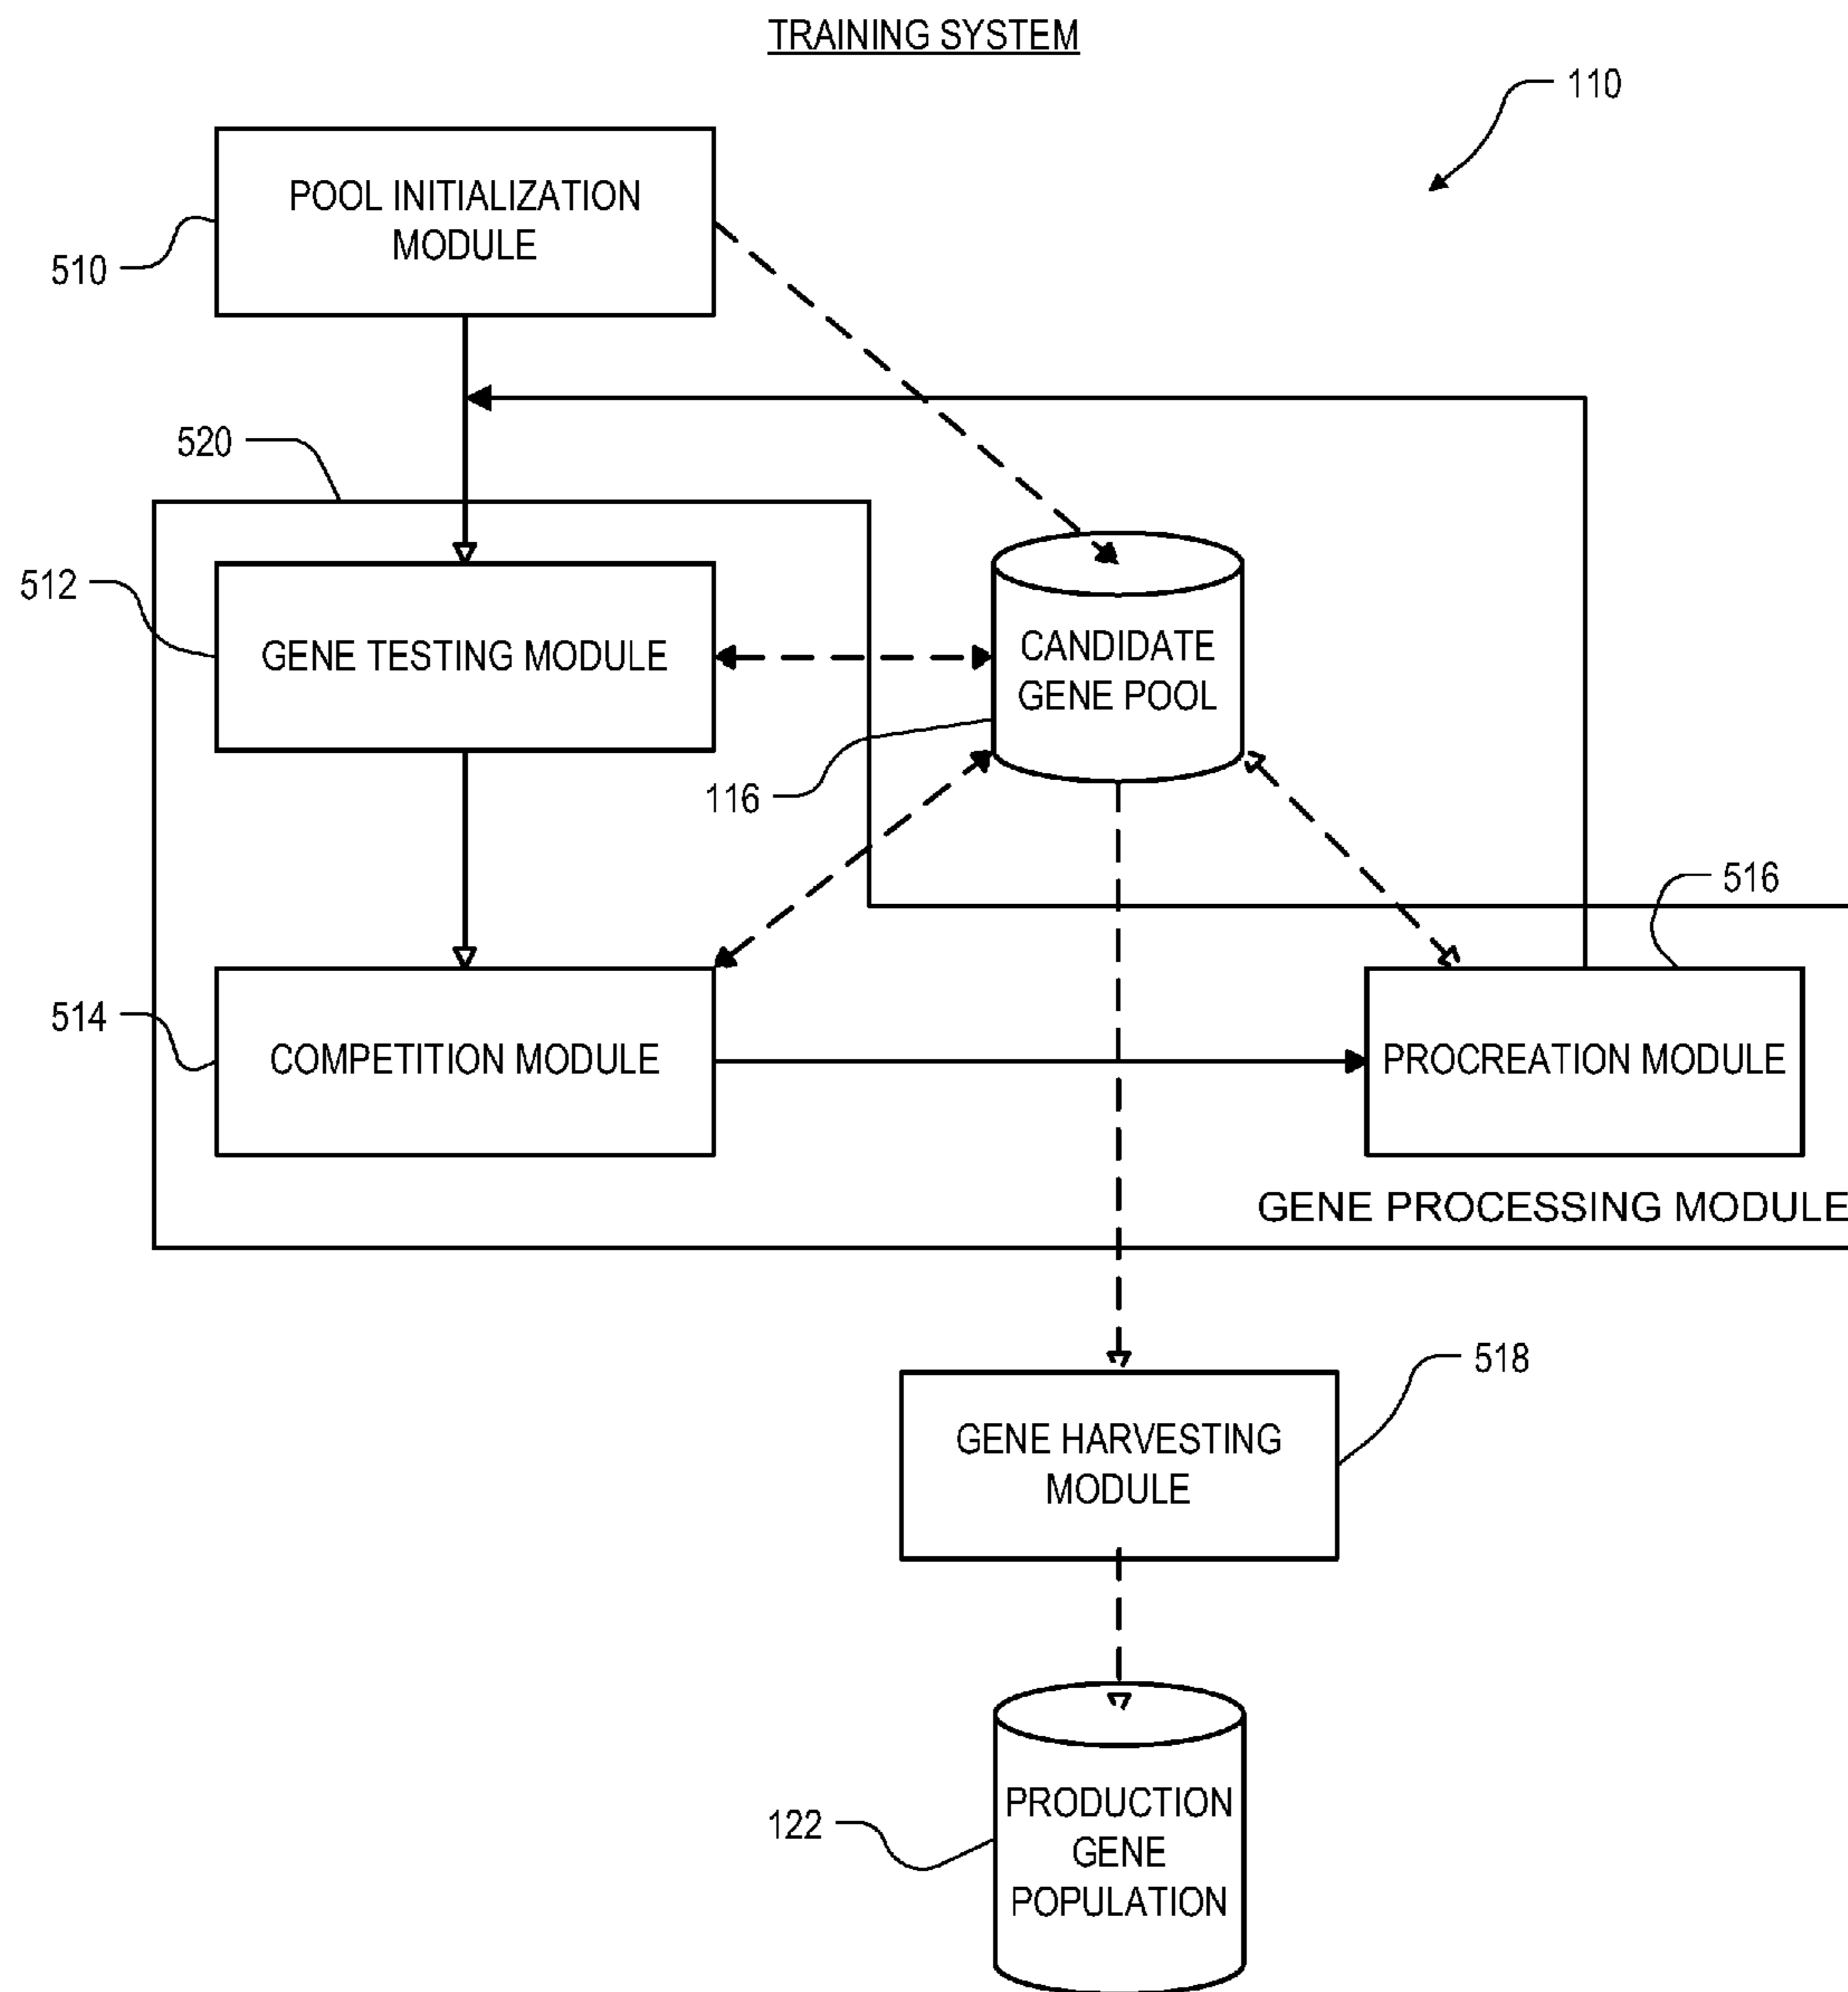 TRAINING SYSTEM
110
POOL INITIALIZATION
MODULE
510
520
512
GENE TESTING MODULE
CANDIDATE
GENE POOL
116
516
514
COMPETITION MODULE
PROCREATION MODULE
GENE PROCESSING MODULE
518
GENE HARVESTING
MODULE
122
PRODUCTION
GENE
POPULATION